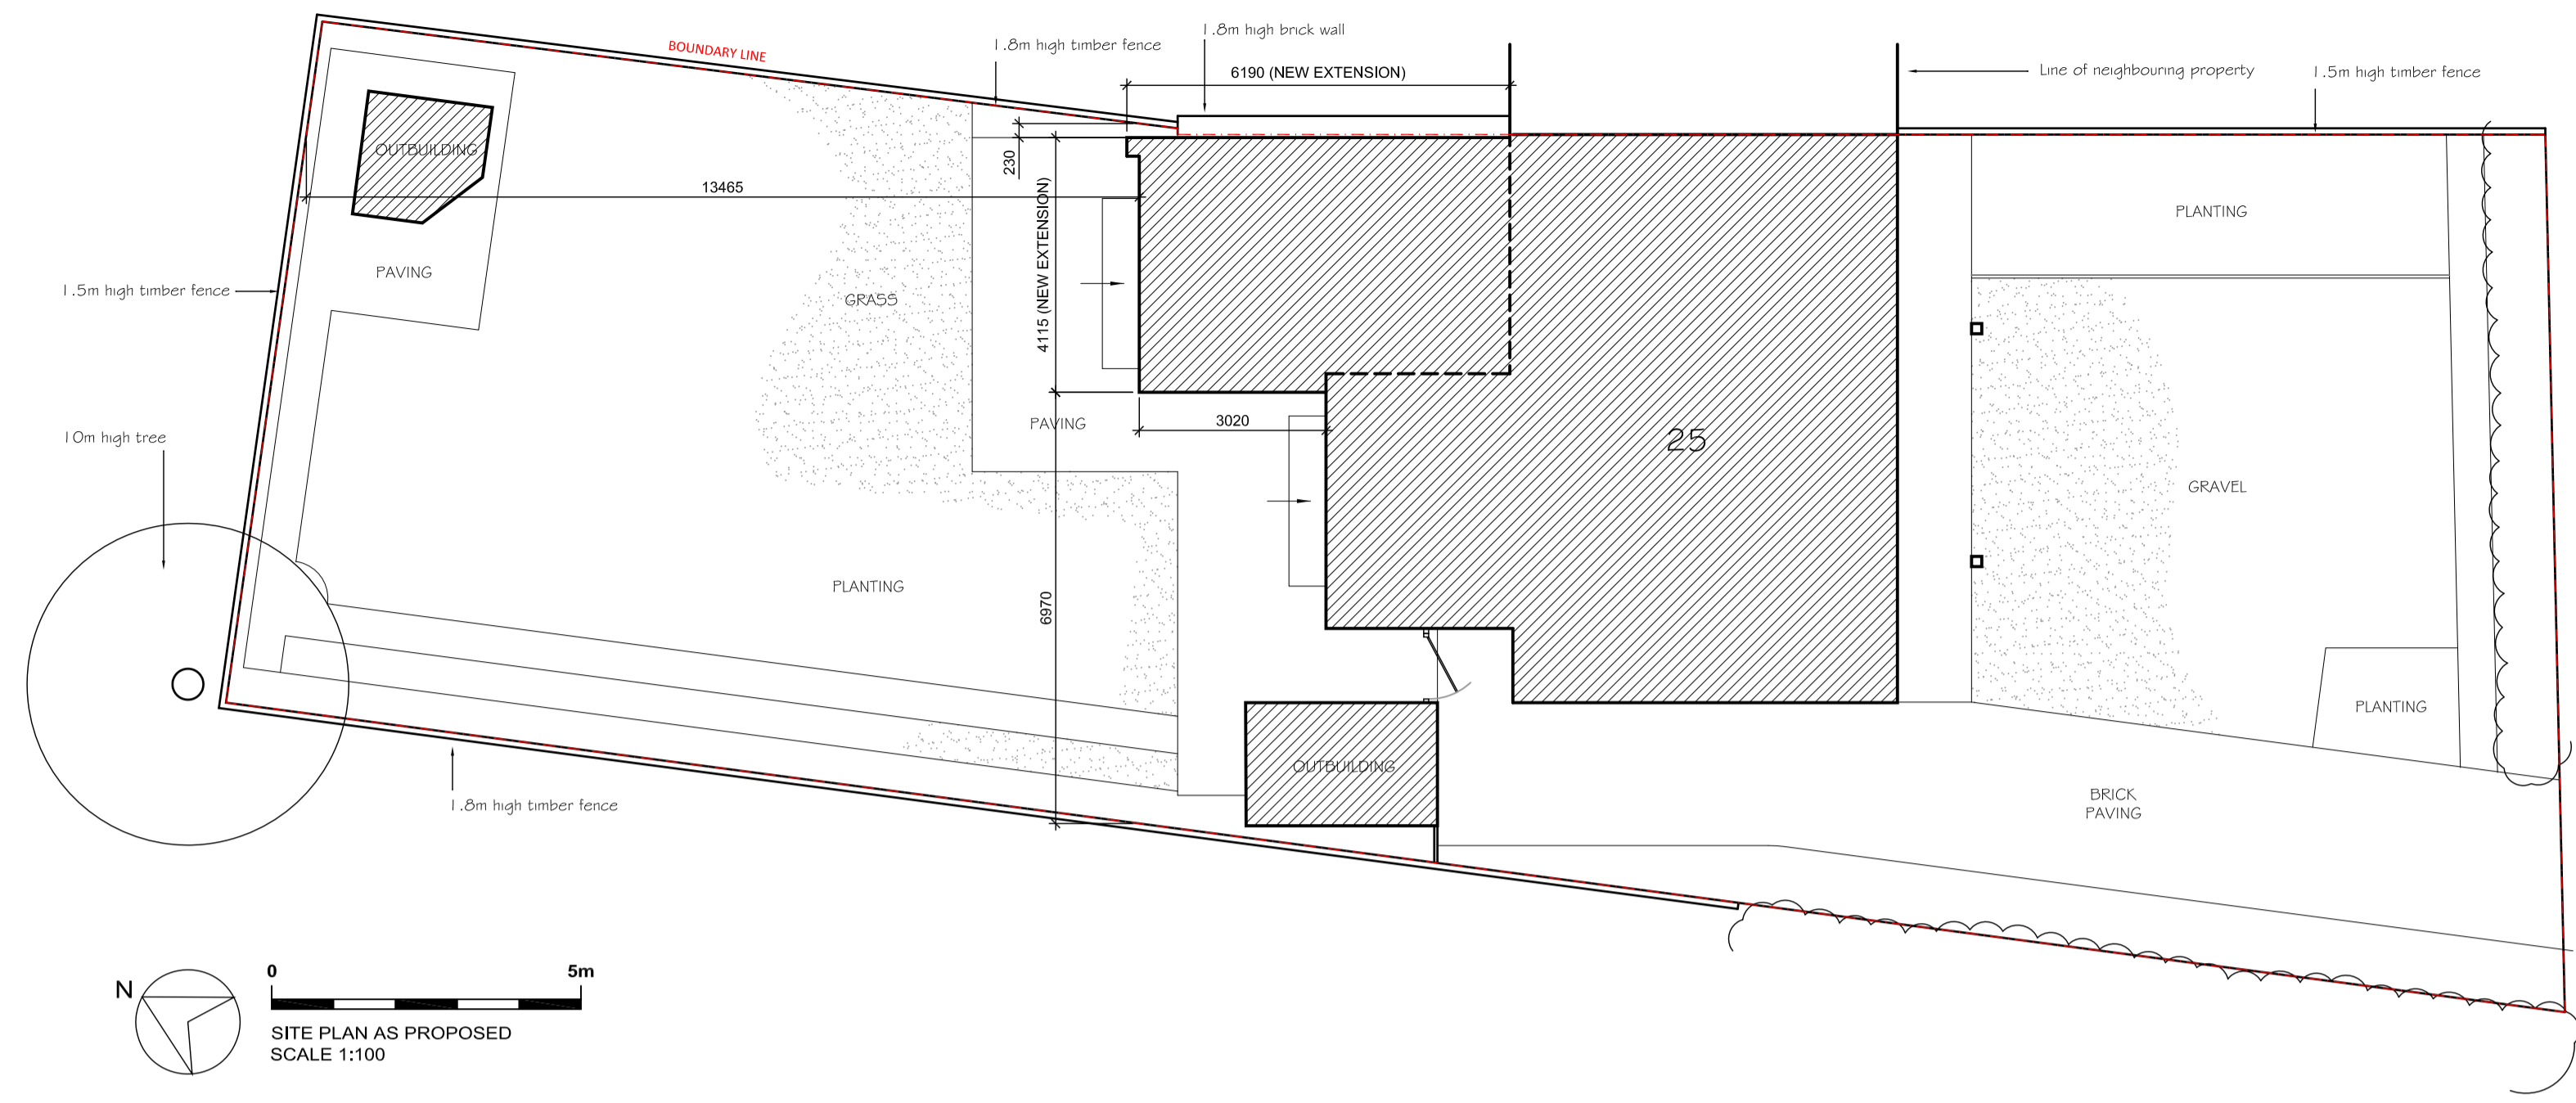 BOUNDARY LINE
1.8m high timber fence
1.8m high brick wall
6190 (NEW EXTENSION)
Line of neighbouring property
1.5m high timber fence
OUTBUILDING
230
13465
4115 (NEW EXTENSION)
PLANTING
PAVING
1.5m high timber fence
GRASS
3020
PAVING
10m high tree
25
GRAVEL
PLANTING
6970
PLANTING
OUTBUILDING
1.8m high timber fence
BRICK
PAVING
N
0
5m
SITE PLAN AS PROPOSED
SCALE 1:100